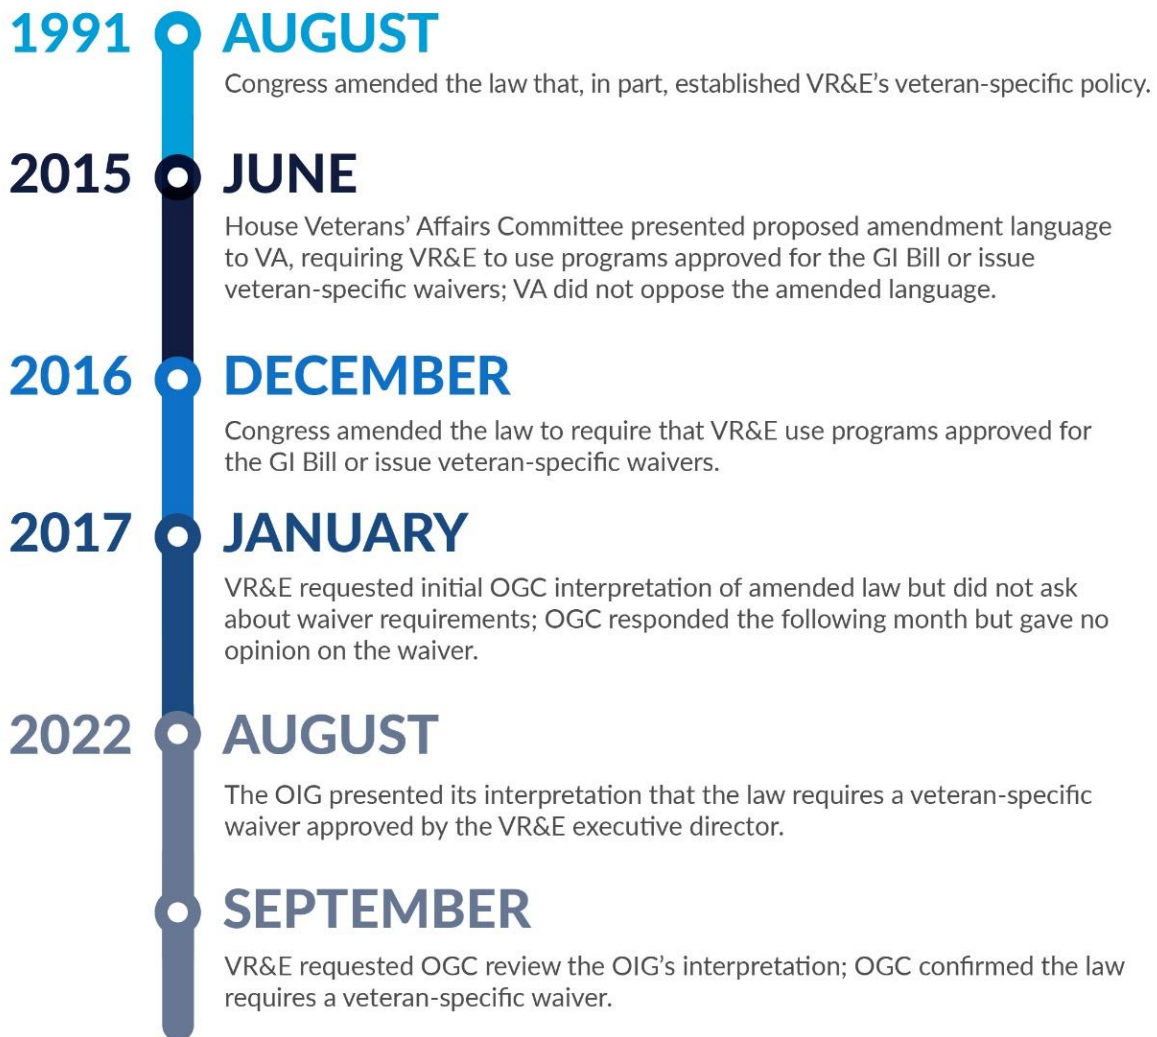 1991 AUGUST
Congress amended the law that, in part, established VR&E’s veteran-specific policy.
2015 JUNE
House Veterans’ Affairs Committee presented proposed amendment language
to VA, requiring VR&E to use programs approved for the GI Bill or issue
veteran-specific waivers; VA did not oppose the amended language.
2016 DECEMBER
Congress amended the law to require that VR&E use programs approved for
the GI Bill or issue veteran-specific waivers.
2017 JANUARY
VR&E requested initial OGC interpretation of amended law but did not ask
about waiver requirements; OGC responded the following month but gave no
opinion on the waiver.
2022 AUGUST
The OIG presented its interpretation that the law requires a veteran-specific
waiver approved by the VR&E executive director.
SEPTEMBER
VR&E requested OGC review the OIG’s interpretation; OGC confirmed the law
requires a veteran-specific waiver.